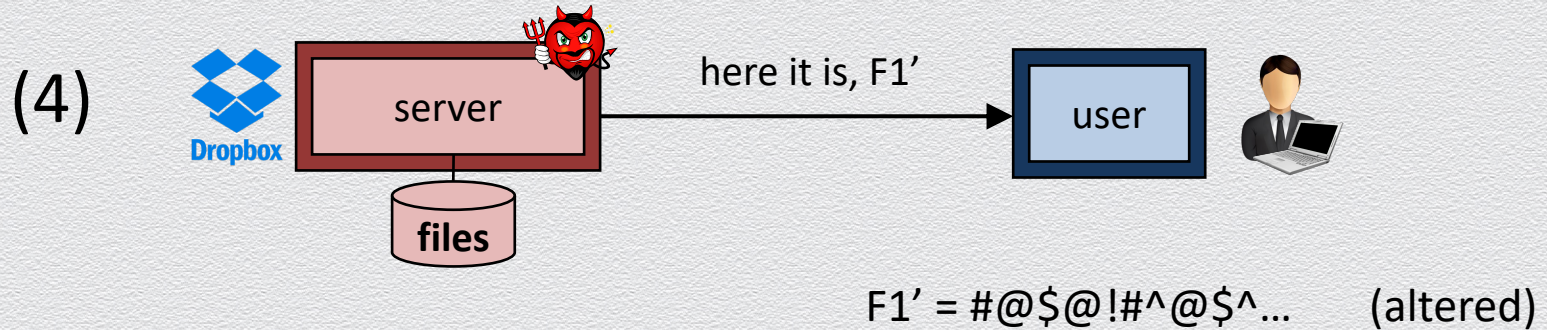 (4)
Dropbox
server
here it is, F1’
user
files
F1’ = #@$@!#^@$^… (altered)